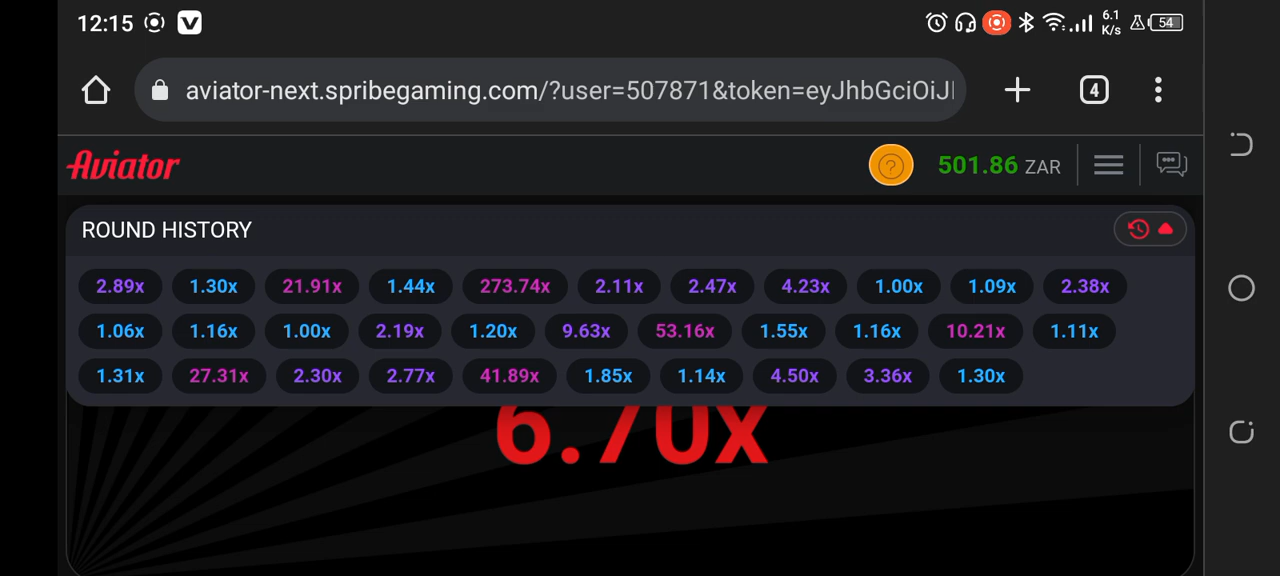 12:15 V 6.1 K/s 54
aviator-next.spribegaming.com/?user=507871&token=eyJhbGciOiJ 4
Aviator ? 501.86 ZAR
ROUND HISTORY
2.89x 1.30x 21.91x 1.44x 273.74x 2.11x 2.47x 4.23x 1.00x 1.09x 2.38x
1.06x 1.16x 1.00x 2.19x 1.20x 9.63x 53.16x 1.55x 1.16x 10.21x 1.11x
1.31x 27.31x 2.30x 2.77x 41.89x 1.85x 1.14x 4.50x 3.36x 1.30x
6.70x